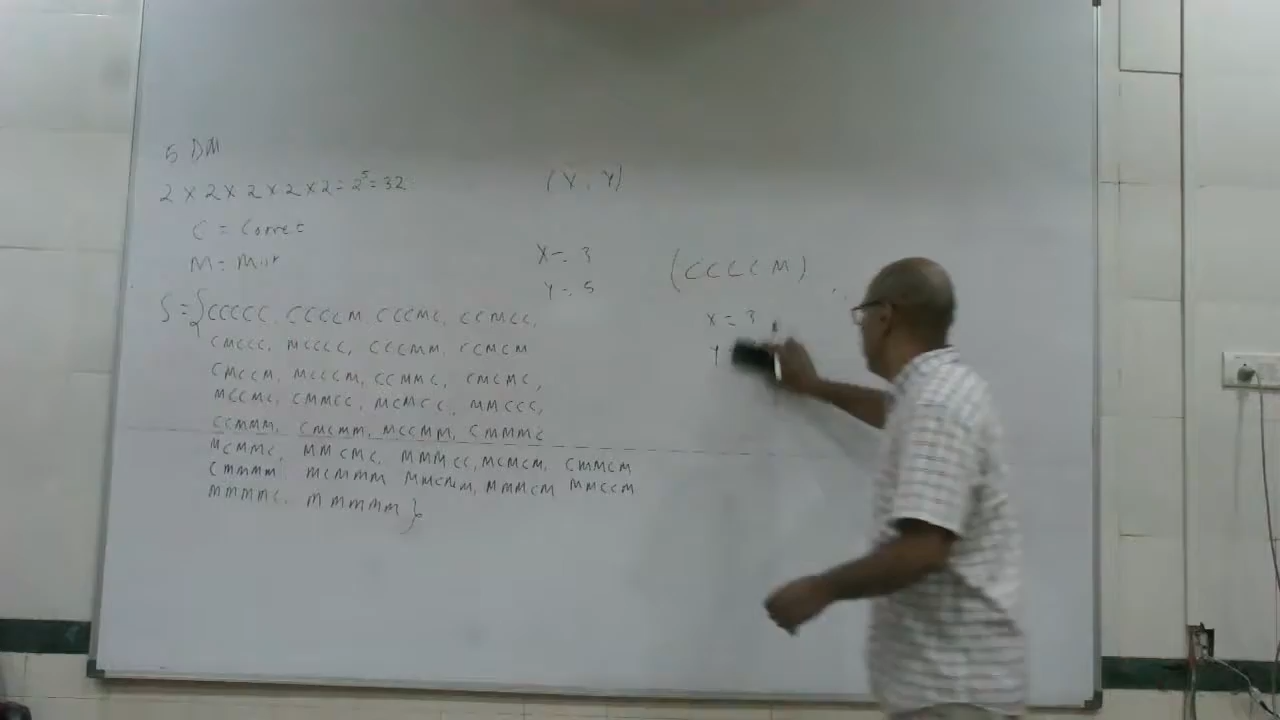 5 DM
2 × 2 × 2 × 2 × 2 = 2⁵ = 32
C = Correct
M =
S = {CCCCC, CCCCM, CCCMC, CCMCC,
CMCCC, MCCCC, CCCMM, CCMCM
CMCCM, MCCCM, CCMMC, CMCMC,
MCCMC, CMMCC, MCMCC, MMCCC,
CCMMM, CMCMM, MCCMM, CMMMC
MCMMC, MMCMC, MMMCC, MCMCM, CMMCM
CMMMM, MCMMM MMCMM, MMMCM MMCCM
MMMMC, MMMMM}
(X, Y)
X = 3
Y = 5
(CCCCM)
X = 3
Y